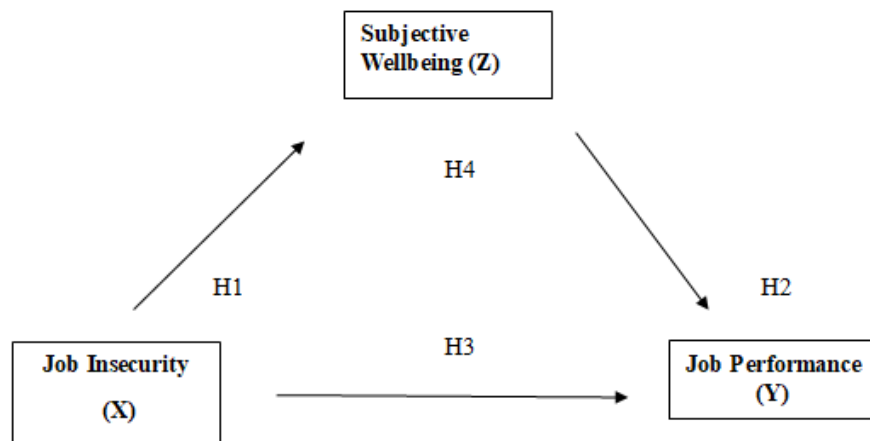 Subjective
Wellbeing (Z)
H4
H1
H2
H3
Job Insecurity
(X)
Job Performance
(Y)